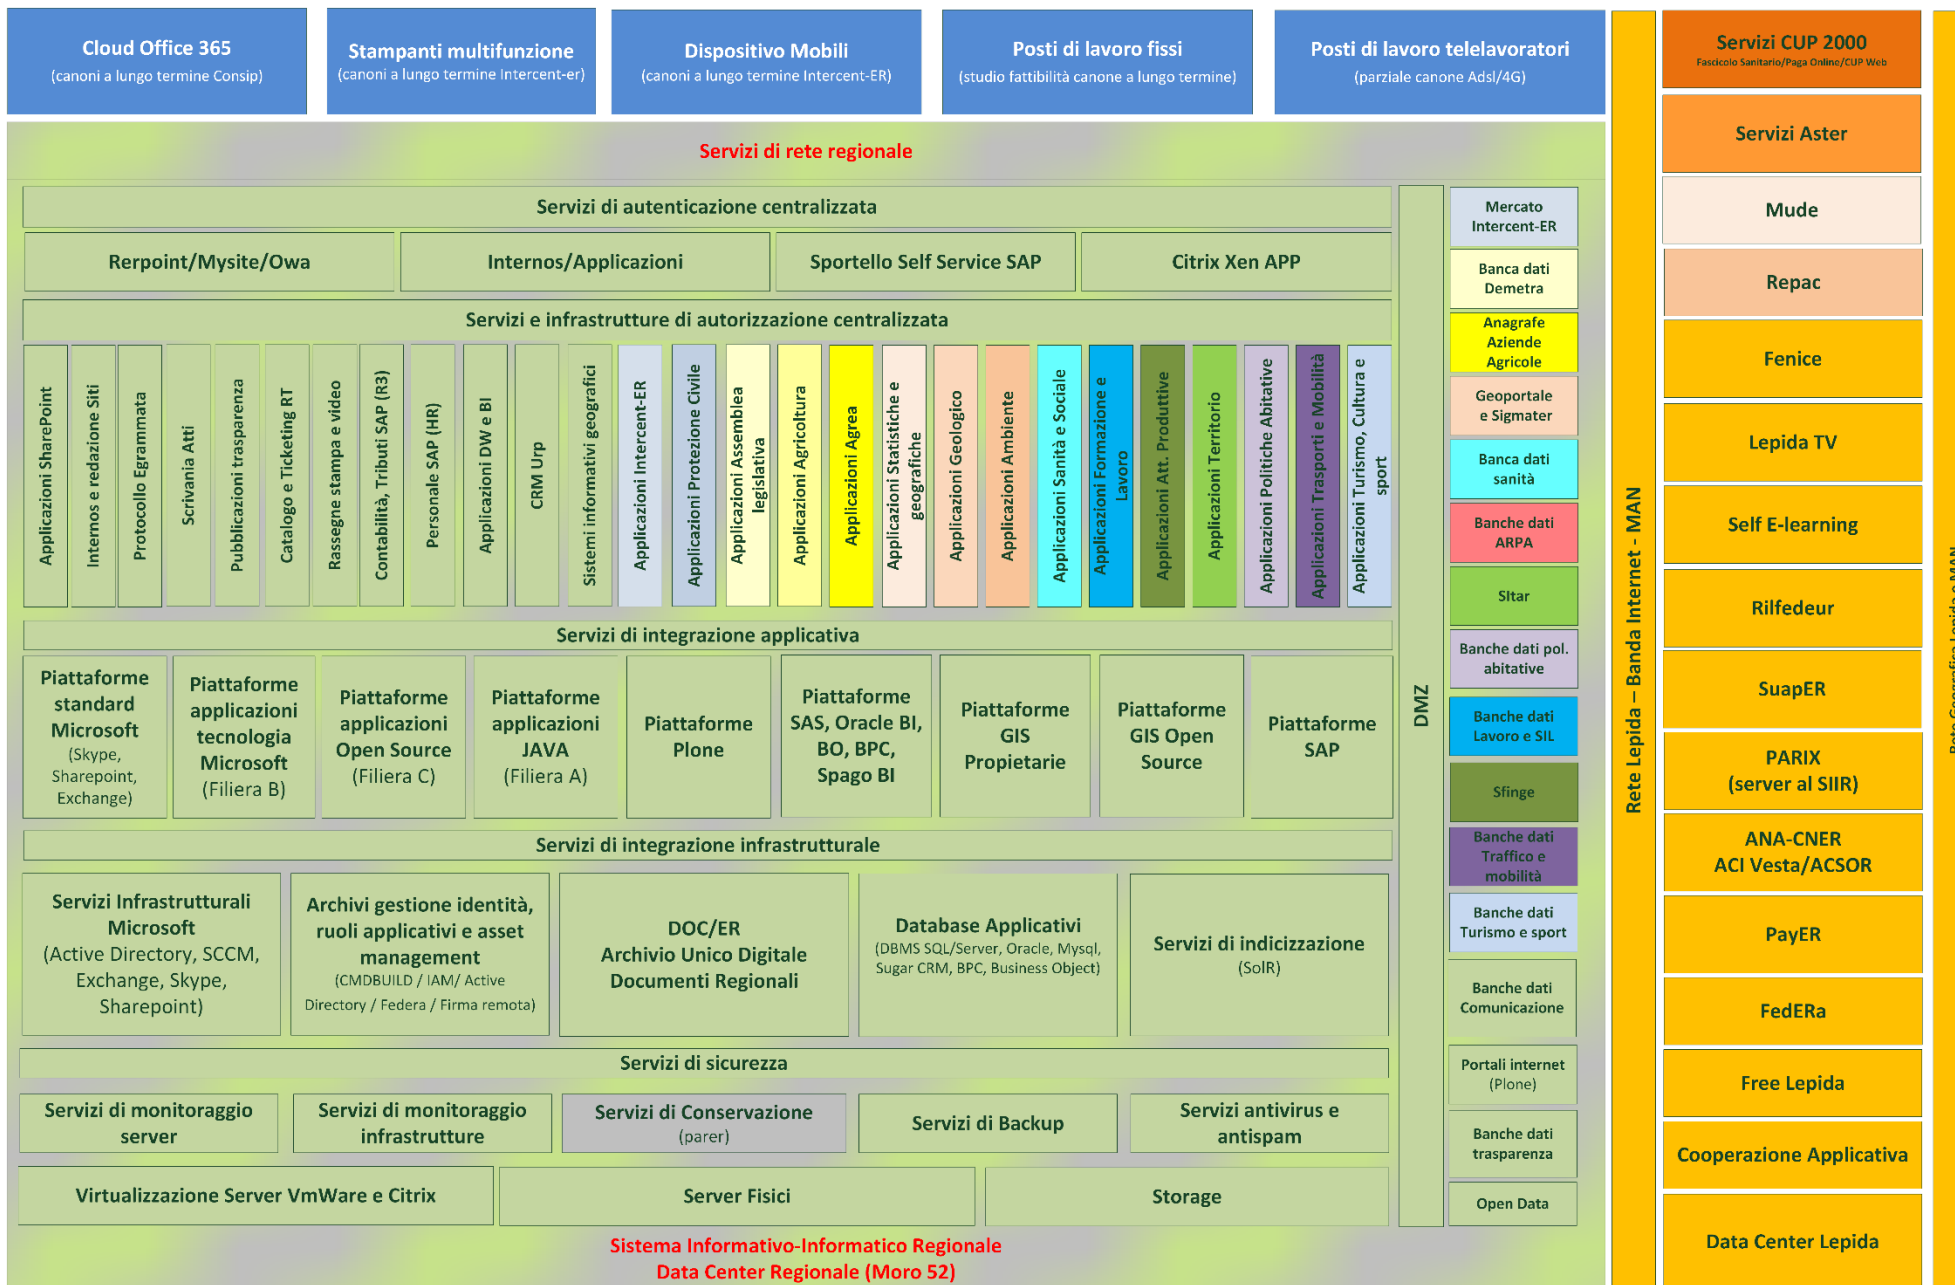 Cloud Office 365
(canoni a lungo termine Consip)
Stampanti multifunzione
(canoni a lungo termine Intercent-er)
Dispositivo Mobili
(canoni a lungo termine Intercent-ER)
Posti di lavoro fissi
(studio fattibilità canone a lungo termine)
Posti di lavoro telelavoratori
(parziale canone Adsl/4G)
Servizi di rete regionale
Servizi di autenticazione centralizzata
Rerpoint/Mysite/Owa
Internos/Applicazioni
Sportello Self Service SAP
Citrix Xen APP
Servizi e infrastrutture di autorizzazione centralizzata
Applicazioni SharePoint
Internos e redazione Siti
Protocollo Egrammata
Scrivania Atti
Pubblicazioni trasparenza
Catalogo e Ticketing RT
Rassegne stampa e video
Contabilità, Tributi SAP (R3)
Personale SAP (HR)
Applicazioni DW e BI
CRM Urp
Sistemi informativi geografici
Applicazioni Intercent-ER
Applicazioni Protezione Civile
Applicazioni Assemblea
legislativa
Applicazioni Agricoltura
Applicazioni Agrea
Applicazioni Statistiche e
geografiche
Applicazioni Geologico
Applicazioni Ambiente
Applicazioni Sanità e Sociale
Applicazioni Formazione e
Lavoro
Applicazioni Att. Produttive
Applicazioni Territorio
Applicazioni Politiche Abitative
Applicazioni Trasporti e Mobilità
Applicazioni Turismo, Cultura e
sport
Servizi di integrazione applicativa
Piattaforme
standard
Microsoft
(Skype,
Sharepoint,
Exchange)
Piattaforme
applicazioni
tecnologia
Microsoft
(Filiera B)
Piattaforme
applicazioni
Open Source
(Filiera C)
Piattaforme
applicazioni
JAVA
(Filiera A)
Piattaforme
Plone
Piattaforme
SAS, Oracle BI,
BO, BPC,
Spago BI
Piattaforme
GIS
Propietarie
Piattaforme
GIS Open
Source
Piattaforme
SAP
Servizi di integrazione infrastrutturale
Servizi Infrastrutturali
Microsoft
(Active Directory, SCCM,
Exchange, Skype,
Sharepoint)
Archivi gestione identità,
ruoli applicativi e asset
management
(CMDBUILD / IAM/ Active
Directory / Federa / Firma remota)
DOC/ER
Archivio Unico Digitale
Documenti Regionali
Database Applicativi
(DBMS SQL/Server, Oracle, Mysql,
Sugar CRM, BPC, Business Object)
Servizi di indicizzazione
(SolR)
Servizi di sicurezza
Servizi di monitoraggio
server
Servizi di monitoraggio
infrastrutture
Servizi di Conservazione
(parer)
Servizi di Backup
Servizi antivirus e
antispam
Virtualizzazione Server VmWare e Citrix
Server Fisici
Storage
Sistema Informativo-Informatico Regionale
Data Center Regionale (Moro 52)
DMZ
Mercato
Intercent-ER
Banca dati
Demetra
Anagrafe
Aziende
Agricole
Geoportale
e Sigmater
Banca dati
sanità
Banche dati
ARPA
SItar
Banche dati pol.
abitative
Banche dati
Lavoro e SIL
Sfinge
Banche dati
Traffico e
mobilità
Banche dati
Turismo e sport
Banche dati
Comunicazione
Portali internet
(Plone)
Banche dati
trasparenza
Open Data
Rete Lepida – Banda Internet - MAN
Servizi CUP 2000
Fascicolo Sanitario/Paga Online/CUP Web
Servizi Aster
Mude
Repac
Fenice
Lepida TV
Self E-learning
Rilfedeur
SuapER
PARIX
(server al SIIR)
ANA-CNER
ACI Vesta/ACSOR
PayER
FedERa
Free Lepida
Cooperazione Applicativa
Data Center Lepida
Rete Geografica Lepida e MAN